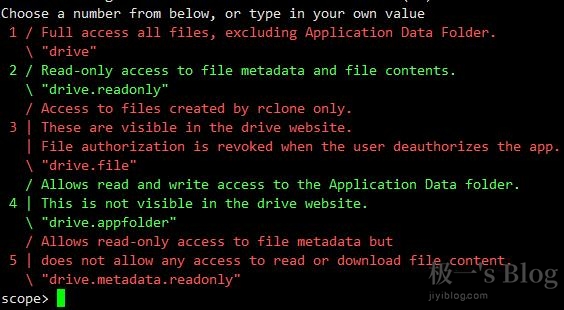 Choose a number from below, or type in your own value
1 / Full access all files, excluding Application Data Folder.
\ "drive"
2 / Read-only access to file metadata and file contents.
\ "drive.readonly"
/ Access to files created by rclone only.
3 | These are visible in the drive website.
| File authorization is revoked when the user deauthorizes the app.
\ "drive.file"
/ Allows read and write access to the Application Data folder.
4 | This is not visible in the drive website.
\ "drive.appfolder"
/ Allows read-only access to file metadata but
5 | does not allow any access to read or download file content.
\ "drive.metadata.readonly"
scope>
极一's Blog
jiyiblog.com